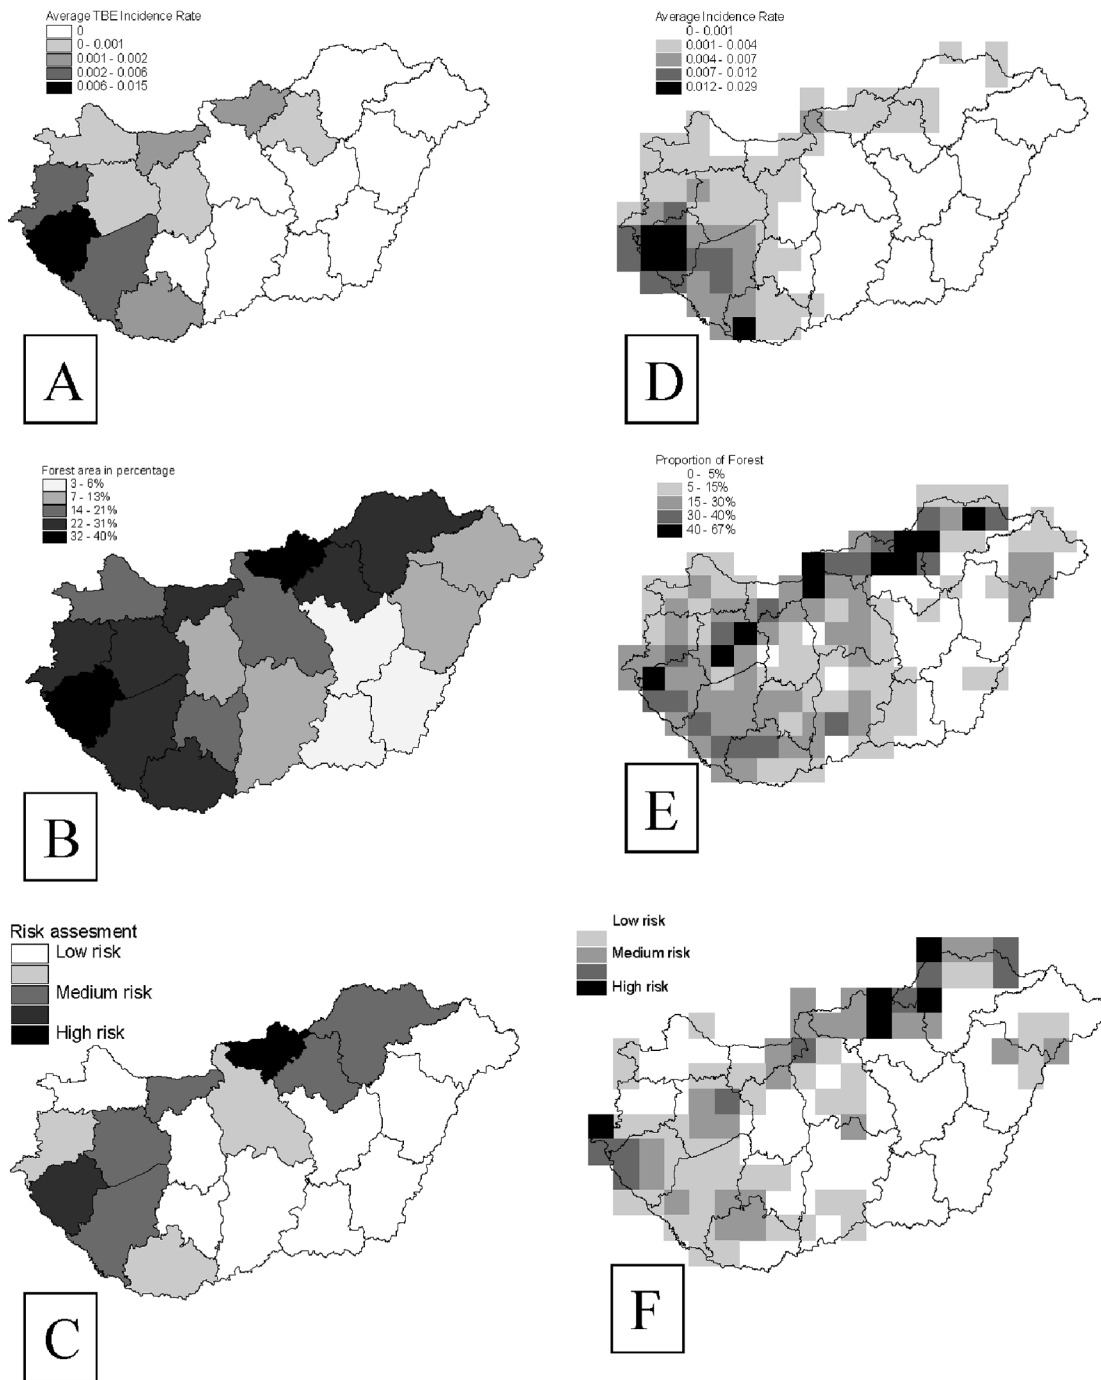 Average TBE Incidence Rate
0
0 - 0.001
0.001 - 0.002
0.002 - 0.006
0.006 - 0.015
A
Average Incidence Rate
0 - 0.001
0.001 - 0.004
0.004 - 0.007
0.007 - 0.012
0.012 - 0.029
D
Forest area in percentage
3 - 6%
7 - 13%
14 - 21%
22 - 31%
32 - 40%
B
Proportion of Forest
0 - 5%
5 - 15%
15 - 30%
30 - 40%
40 - 67%
E
Risk assesment
Low risk
Medium risk
High risk
C
Low risk
Medium risk
High risk
F